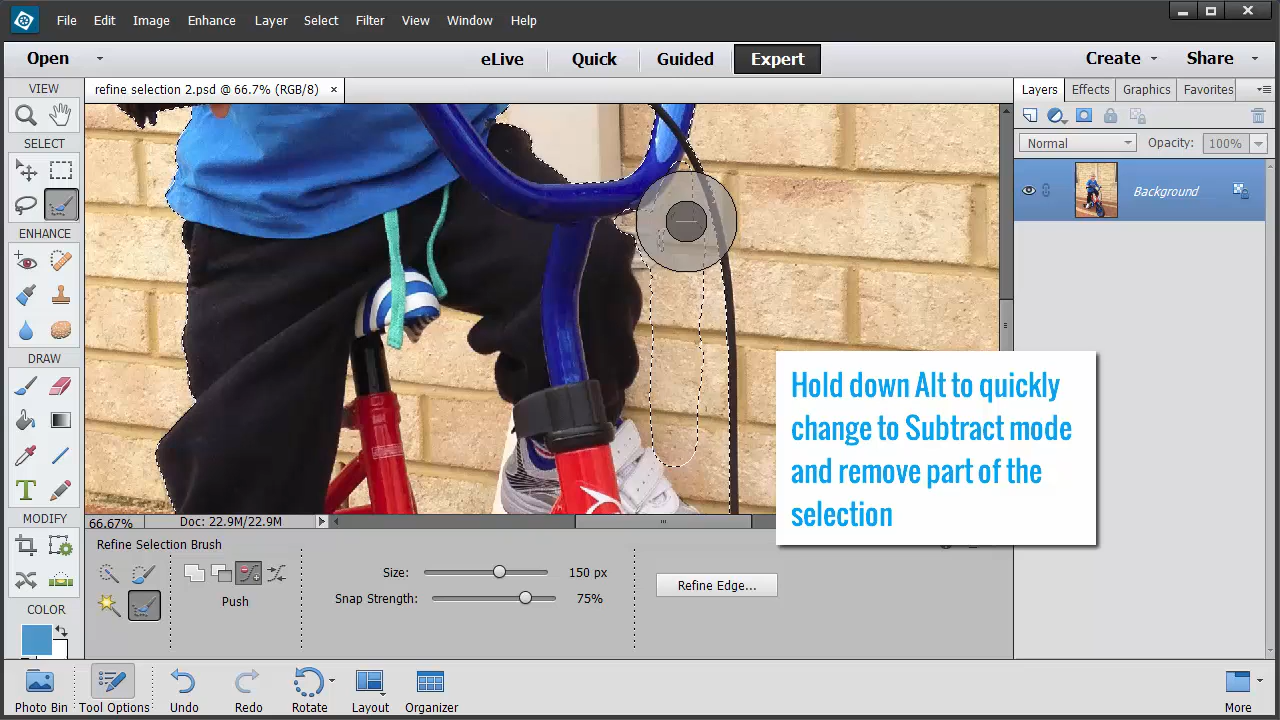 File Edit Image Enhance Layer Select Filter View Window Help
Open eLive Quick Guided Expert Create Share
VIEW
refine selection 2.psd @ 66.7% (RGB/8) ×
Layers Effects Graphics Favorites
SELECT
Normal Opacity: 100%
Background
ENHANCE
DRAW
Hold down Alt to quickly
change to Subtract mode
and remove part of the
selection
MODIFY
66.67% Doc: 22.9M/22.9M
Refine Selection Brush
Size: 150 px
Refine Edge...
Push
Snap Strength: 75%
COLOR
Photo Bin Tool Options Undo Redo Rotate Layout Organizer More